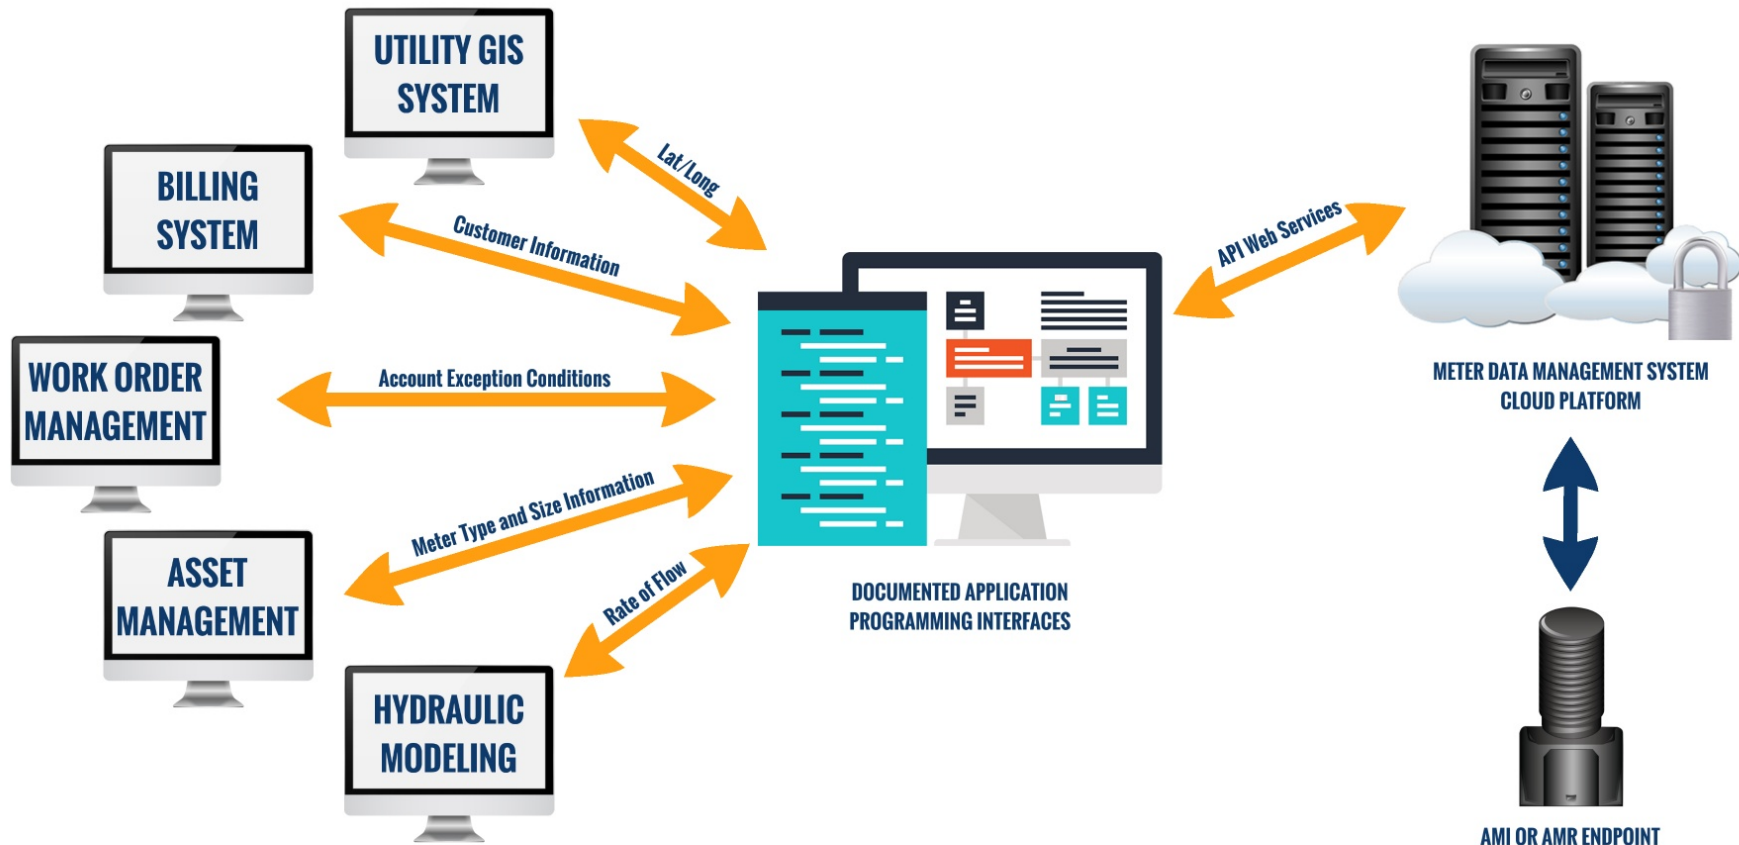 UTILITY GIS
SYSTEM
Lat/Long
BILLING
SYSTEM
Customer Information
WORK ORDER
MANAGEMENT
Account Exception Conditions
ASSET
MANAGEMENT
Meter Type and Size Information
HYDRAULIC
MODELING
Rate of Flow
DOCUMENTED APPLICATION
PROGRAMMING INTERFACES
API Web Services
METER DATA MANAGEMENT SYSTEM
CLOUD PLATFORM
AMI OR AMR ENDPOINT